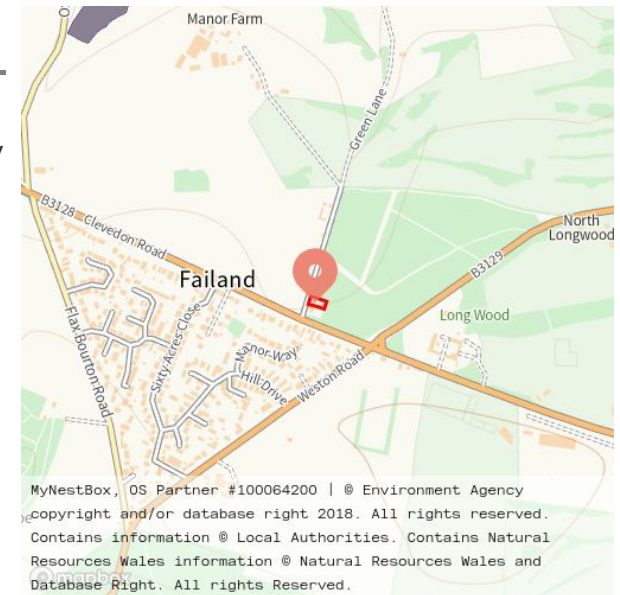 Manor Farm
Green Lane
B3128
Clevedon Road
North
Longwood
B3129
Failand
Long Wood
Flax Bourton Road
Sixty Acres Close
Manor Way
Hill Drive
Weston Road
MyNestBox, OS Partner #100064200 | © Environment Agency
copyright and/or database right 2018. All rights reserved.
Contains information © Local Authorities. Contains Natural
Resources Wales information © Natural Resources Wales and
mapbox
Database Right. All rights Reserved.